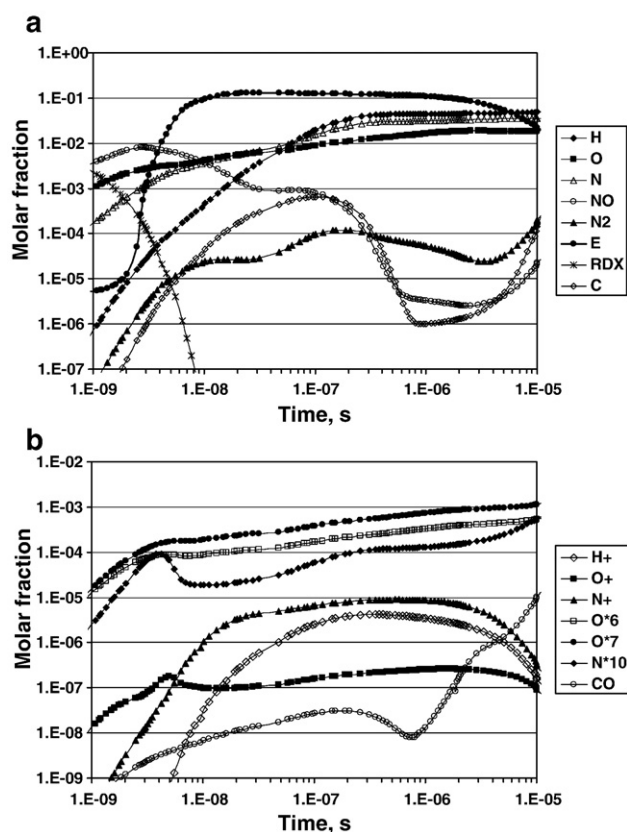 a
1.E+00
1.E-01
1.E-02
1.E-03
1.E-04
1.E-05
1.E-06
1.E-07
Molar fraction
1.E-09 1.E-08 1.E-07 1.E-06 1.E-05
Time, s
H
O
N
NO
N2
E
RDX
C
b
1.E-02
1.E-03
1.E-04
1.E-05
1.E-06
1.E-07
1.E-08
1.E-09
Molar fraction
1.E-09 1.E-08 1.E-07 1.E-06 1.E-05
Time, s
H+
O+
N+
O*6
O*7
N*10
CO